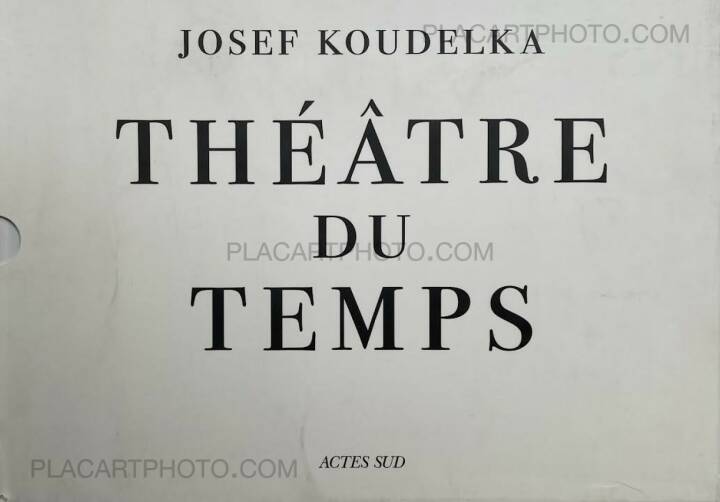 PLACARTPHOTO.COM
JOSEF KOUDELKA
THÉÂTRE
DU
PLACARTPHOTO.COM
TEMPS
PLACARTPHOTO.COM
ACTES SUD